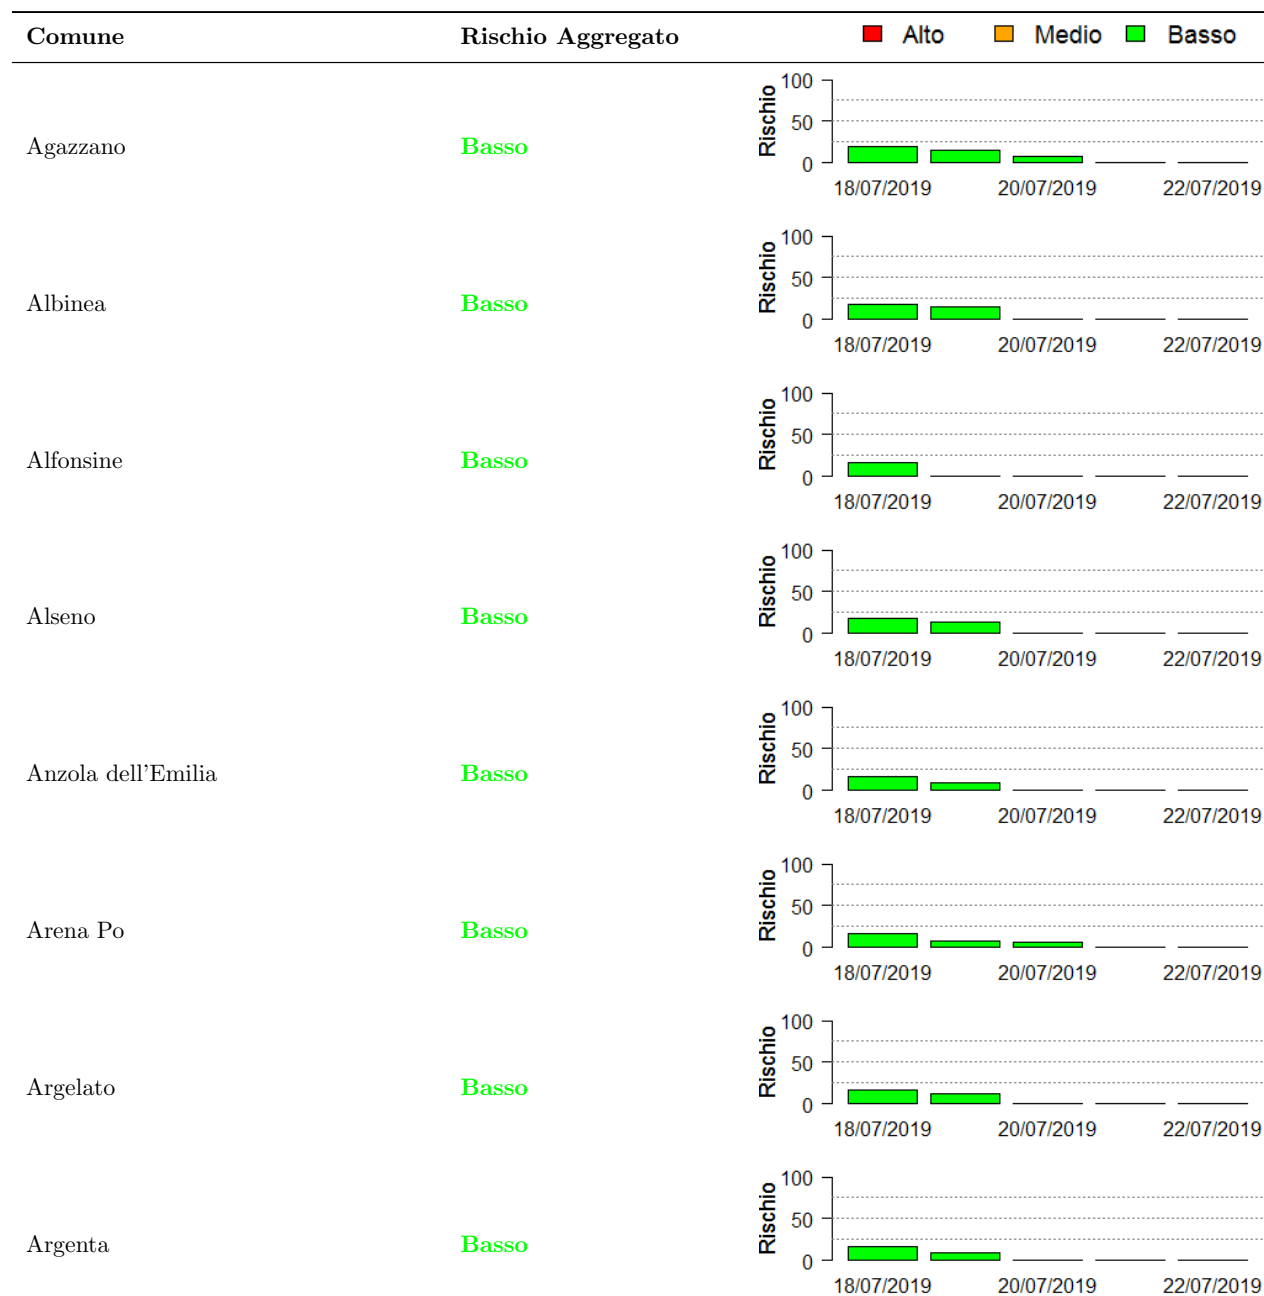 Comune Rischio Aggregato Alto Medio Basso
100
Rischio
50
Agazzano Basso
0
18/07/2019 20/07/2019 22/07/2019
100
Rischio
50
Albinea Basso
0
18/07/2019 20/07/2019 22/07/2019
100
Rischio
50
Alfonsine Basso
0
18/07/2019 20/07/2019 22/07/2019
100
Rischio
50
Alseno Basso
0
18/07/2019 20/07/2019 22/07/2019
100
Rischio
50
Anzola dell'Emilia Basso
0
18/07/2019 20/07/2019 22/07/2019
100
Rischio
50
Arena Po Basso
0
18/07/2019 20/07/2019 22/07/2019
100
Rischio
50
Argelato Basso
0
18/07/2019 20/07/2019 22/07/2019
100
Rischio
50
Argenta Basso
0
18/07/2019 20/07/2019 22/07/2019